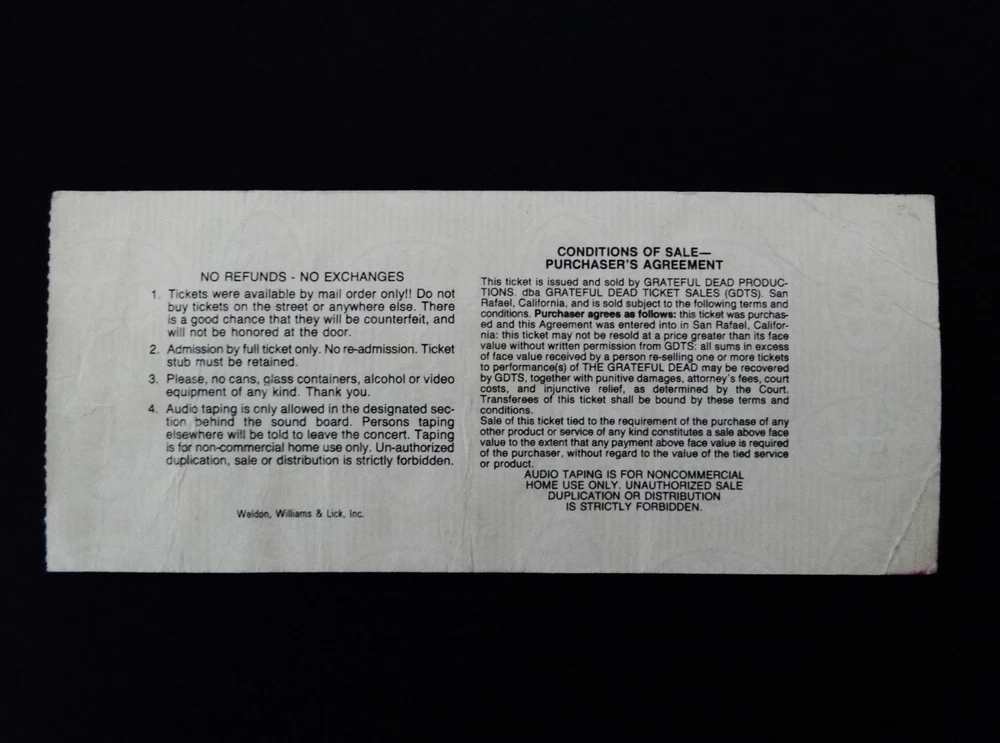 NO REFUNDS - NO EXCHANGES
1. Tickets were available by mail order only!! Do not
buy tickets on the street or anywhere else. There
is a good chance that they will be counterfeit, and
will not be honored at the door.
2. Admission by full ticket only. No re-admission. Ticket
stub must be retained.
3. Please, no cans, glass containers, alcohol or video
equipment of any kind. Thank you.
4. Audio taping is only allowed in the designated sec-
tion behind the sound board. Persons taping
elsewhere will be told to leave the concert. Taping
is for non-commercial home use only. Un-authorized
duplication, sale or distribution is strictly forbidden.
Weldon, Williams & Lick, Inc.
CONDITIONS OF SALE—
PURCHASER'S AGREEMENT
This ticket is issued and sold by GRATEFUL DEAD PRODUC-
TIONS. dba GRATEFUL DEAD TICKET SALES (GDTS). San
Rafael, California, and is sold subject to the following terms and
conditions. Purchaser agrees as follows: this ticket was purchas-
ed and this Agreement was entered into in San Rafael, Califor-
nia: this ticket may not be resold at a price greater than its face
value without written permission from GDTS: all sums in excess
of face value received by a person re-selling one or more tickets
to performance(s) of THE GRATEFUL DEAD may be recovered
by GDTS, together with punitive damages, attorney's fees, court
costs, and injunctive relief, as determined by the Court.
Transferees of this ticket shall be bound by these terms and
conditions.
Sale of this ticket tied to the requirement of the purchase of any
other product or service of any kind constitutes a sale above face
value to the extent that any payment above face value is required
of the purchaser, without regard to the value of the tied service
or product.
AUDIO TAPING IS FOR NONCOMMERCIAL
HOME USE ONLY. UNAUTHORIZED SALE
DUPLICATION OR DISTRIBUTION
IS STRICTLY FORBIDDEN.